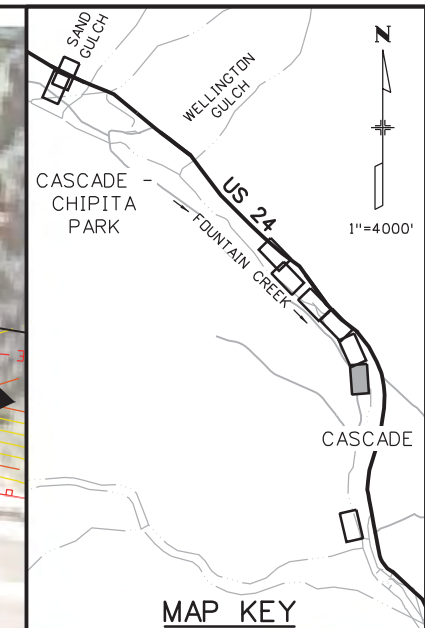 SAND
GULCH
N
WELLINGTON
GULCH
CASCADE -
CHIPITA
PARK
US 24
1"=4000'
FOUNTAIN CREEK
CASCADE
MAP KEY